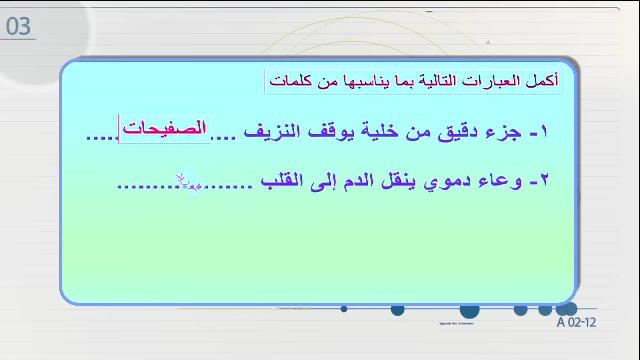 03
أكمل العبارات التالية بما يناسبها من كلمات
١- جزء دقيق من خلية يوقف النزيف .... الصفيحات .....
٢- وعاء دموي ينقل الدم إلى القلب ....................
A 02-12